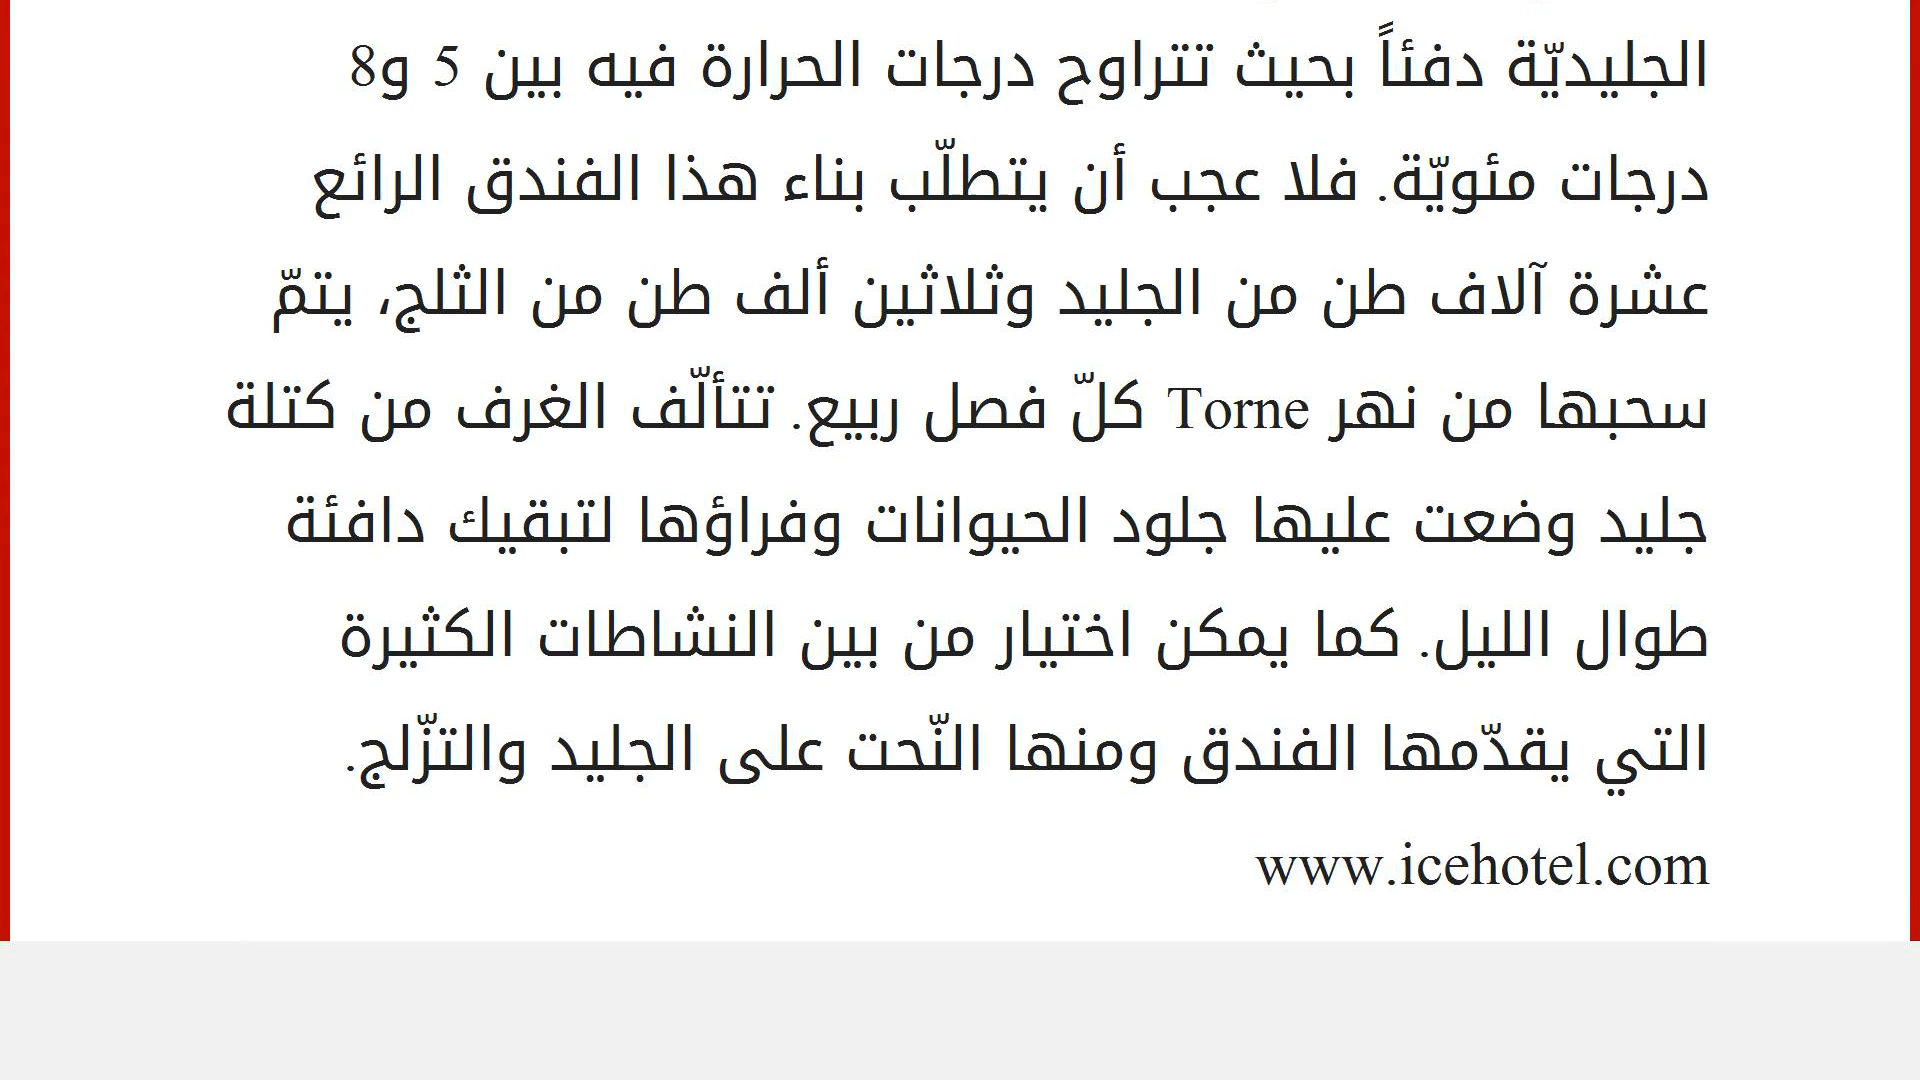 الجليديّة دفئاً بحيث تتراوح درجات الحرارة فيه بين 5 و8
درجات مئويّة. فلا عجب أن يتطلّب بناء هذا الفندق الرائع
عشرة آلاف طن من الجليد وثلاثين ألف طن من الثلج، يتمّ
سحبها من نهر Torne كلّ فصل ربيع. تتألّف الغرف من كتلة
جليد وضعت عليها جلود الحيوانات وفراؤها لتبقيك دافئة
طوال الليل. كما يمكن اختيار من بين النشاطات الكثيرة
التي يقدّمها الفندق ومنها النّحت على الجليد والتزّلج.
www.icehotel.com